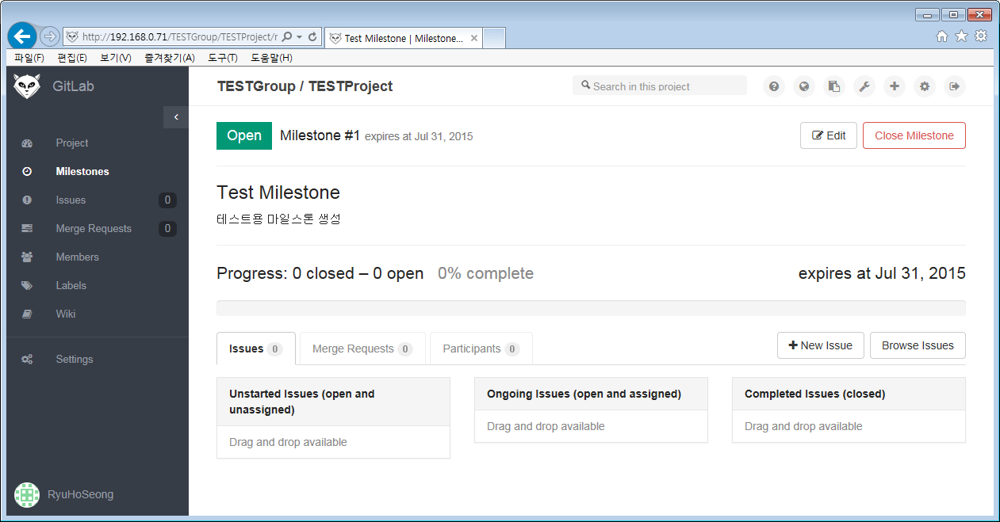 http://192.168.0.71/TESTGroup/TESTProject/r
Test Milestone | Milestone...
파일(F) 편집(E) 보기(V) 즐겨찾기(A) 도구(T) 도움말(H)
GitLab
TESTGroup / TESTProject
Search in this project
Project
Milestones
Issues 0
Merge Requests 0
Members
Labels
Wiki
Settings
RyuHoSeong
Open Milestone #1 expires at Jul 31, 2015
Edit
Close Milestone
Test Milestone
테스트용 마일스톤 생성
Progress: 0 closed – 0 open 0% complete
expires at Jul 31, 2015
Issues 0
Merge Requests 0
Participants 0
New Issue
Browse Issues
Unstarted Issues (open and
unassigned)
Drag and drop available
Ongoing Issues (open and assigned)
Drag and drop available
Completed Issues (closed)
Drag and drop available